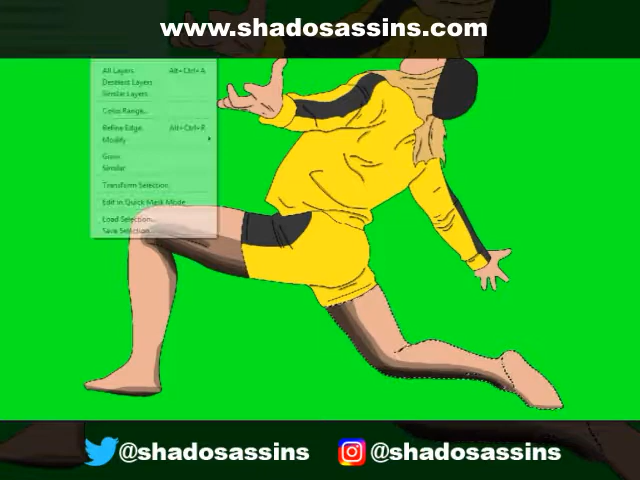 www.shadosassins.com
All Layers Alt+Ctrl+A
Deselect Layers
Similar Layers
Color Range...
Refine Edge... Alt+Ctrl+R
Modify
Grow
Similar
Transform Selection
Edit in Quick Mask Mode
Load Selection...
Save Selection...
@shadosassins @shadosassins